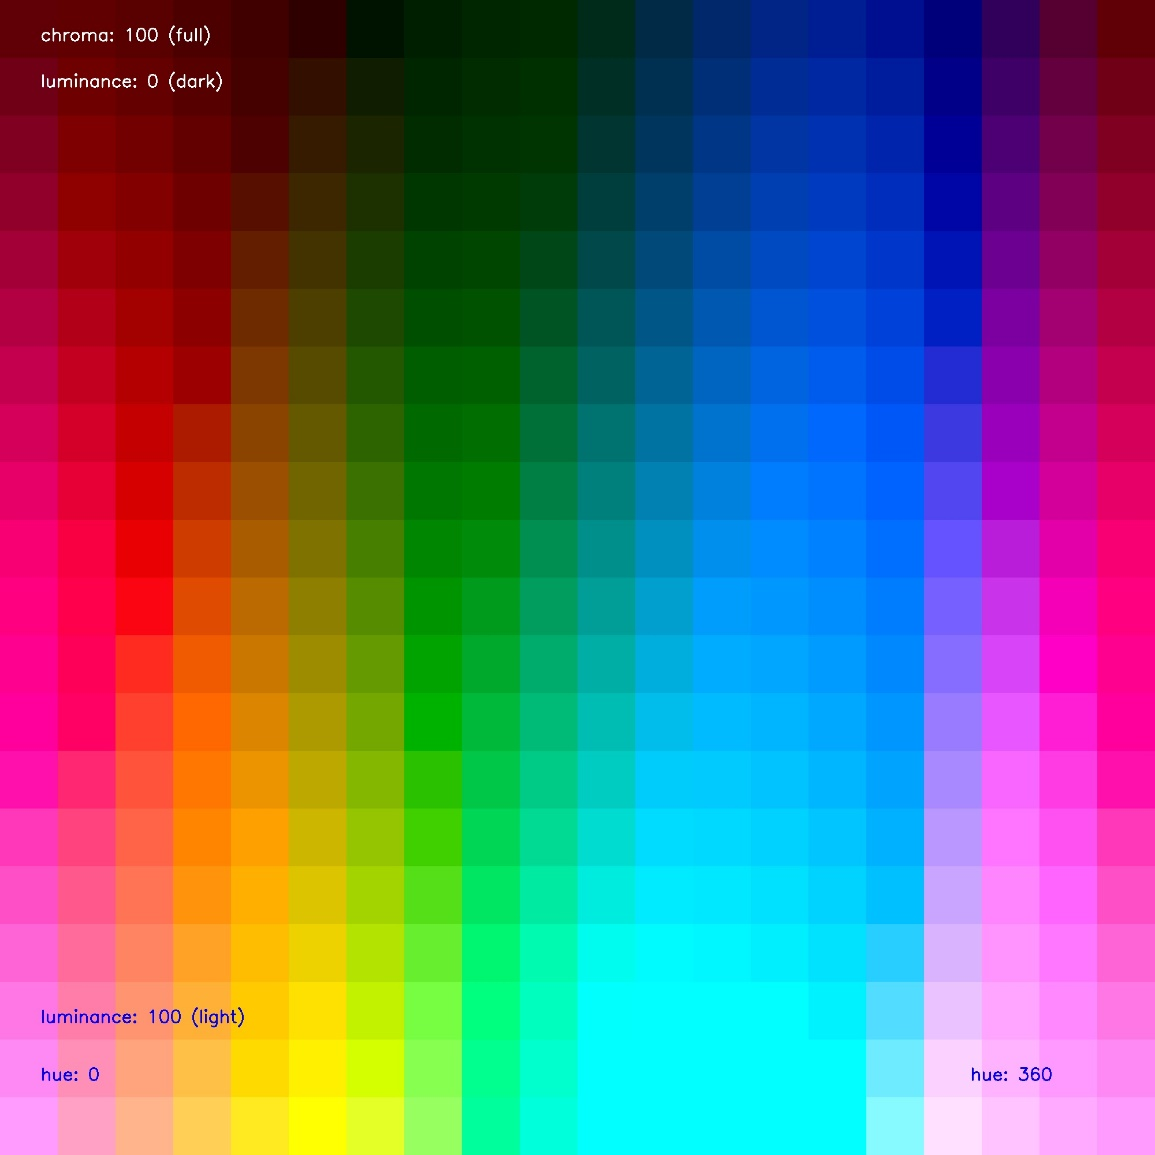 chroma: 100 (full)
luminance: 0 (dark)
luminance: 100 (light)
hue: 0
hue: 360